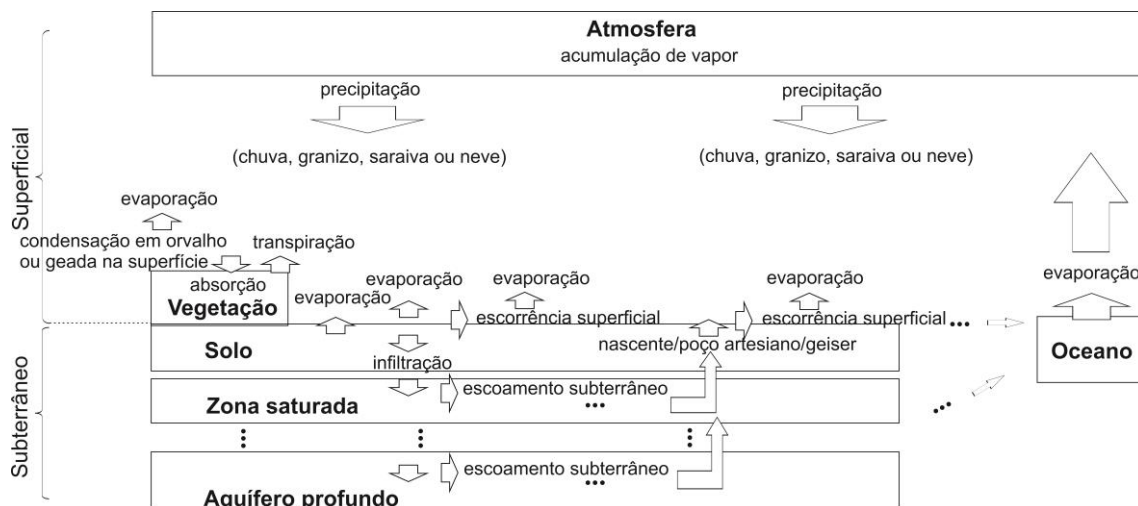 Atmosfera
acumulação de vapor
precipitação
precipitação
(chuva, granizo, saraiva ou neve)
(chuva, granizo, saraiva ou neve)
Superficial
evaporação
condensação em orvalho
ou geada na superfície
transpiração
absorção
Vegetação
evaporação
evaporação
evaporação
evaporação
evaporação
escorrência superficial
escorrência superficial
•••
nascente/poço artesiano/geiser
Solo
infiltração
Oceano
Subterrâneo
Zona saturada
escoamento subterrâneo
•••
•••
•••
•••
•••
escoamento subterrâneo
•••
Aquífero profundo